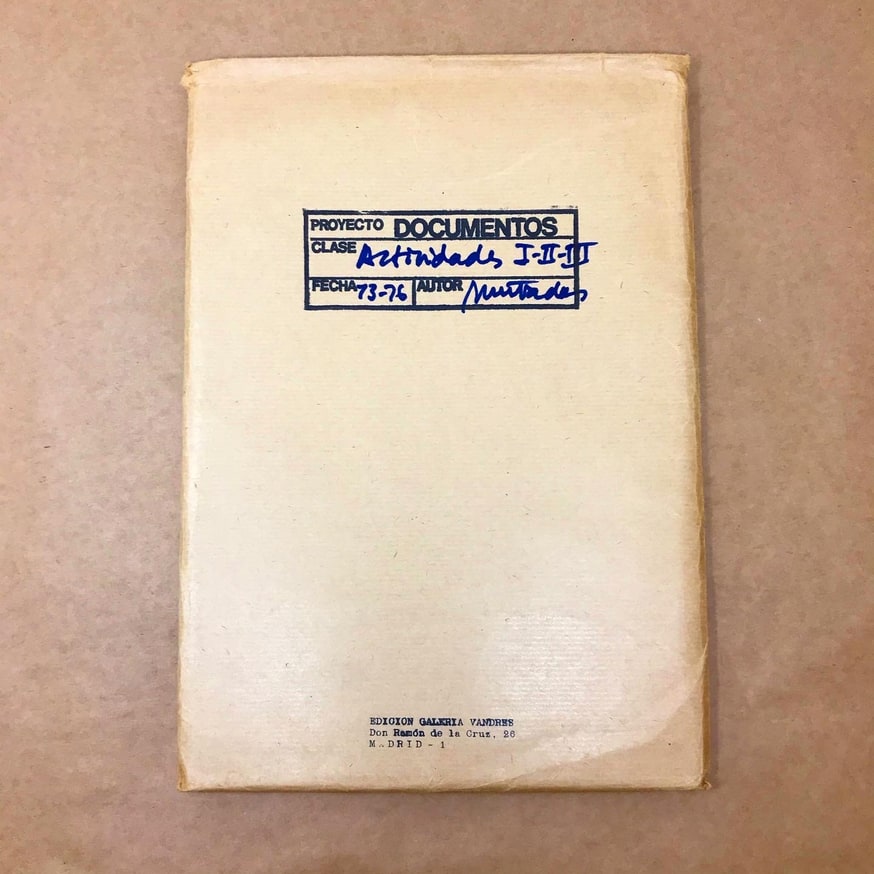 PROYECTO DOCUMENTOS
CLASE Actividades I-II-III
FECHA 73-76 AUTOR Muntadas
EDICION GALERIA VANDRES
Don Ramón de la Cruz, 26
MADRID - 1